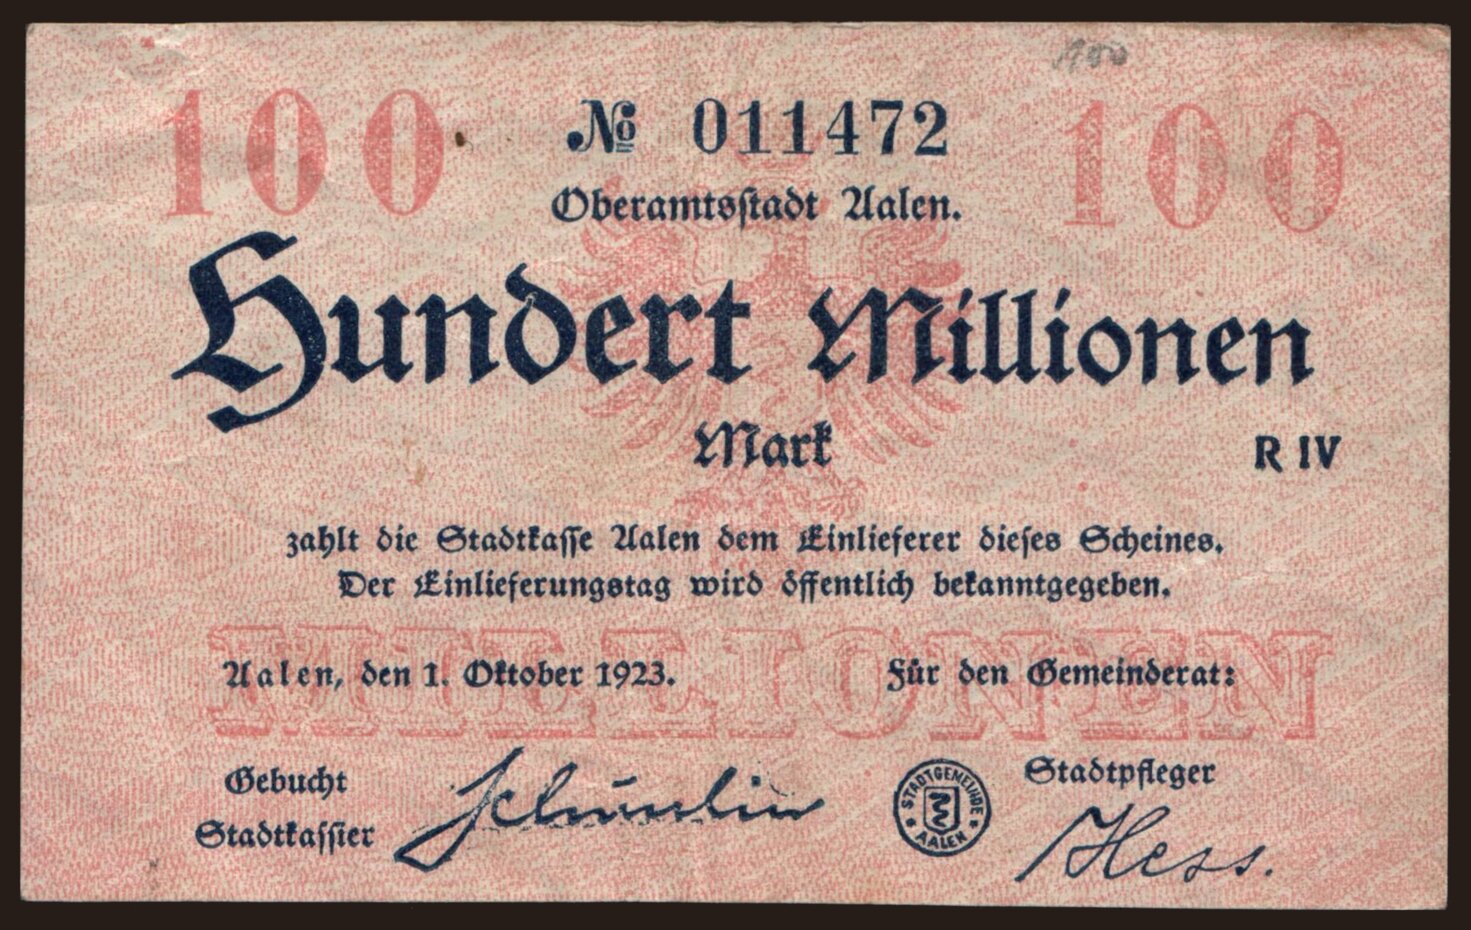 100 № 011472 100
Oberamtsstadt Aalen.
Hundert Millionen
Mark
R IV
zahlt die Stadtkasse Aalen dem Einlieferer dieses Scheines.
Der Einlieferungstag wird öffentlich bekanntgegeben.
MILLIONEN
Aalen, den 1. Oktober 1923.
Für den Gemeinderat:
Gebucht
Stadtkassier
STADTGEMEINDE
AALEN
Stadtpfleger
Hess.